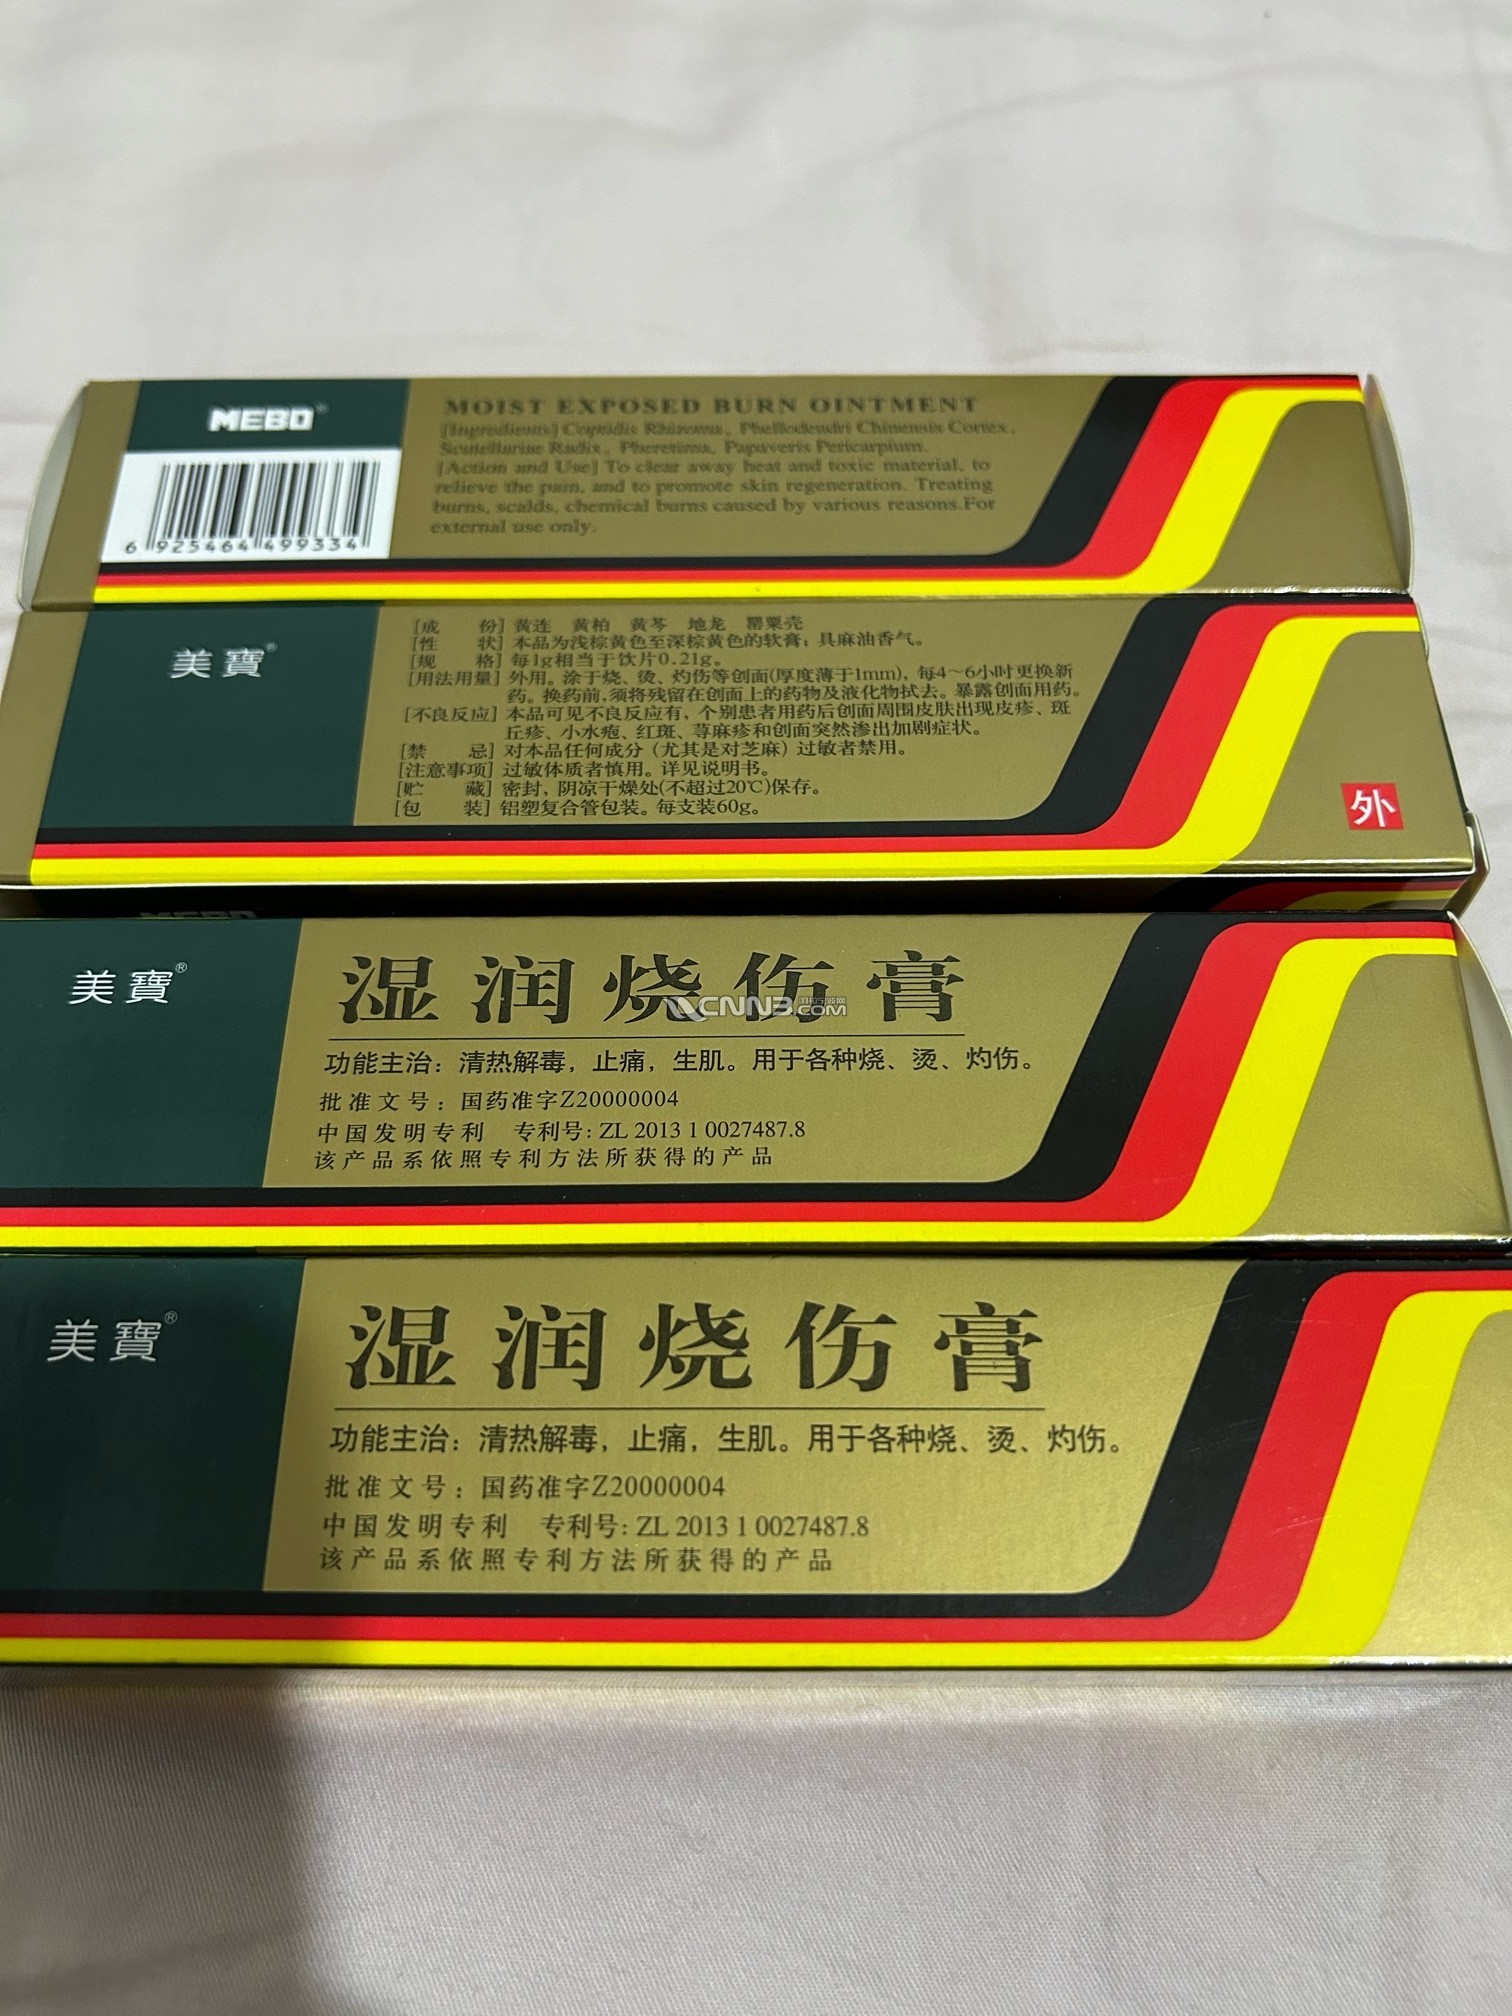 MEBO®
6 925464 499334
MOIST EXPOSED BURN OINTMENT
[Ingredients] Coptidis Rhizoma, Phellodendri Chinensis Cortex,
Scutellariae Radix, Pheretima, Papaveris Pericarpium.
[Action and Use] To clear away heat and toxic material, to
relieve the pain, and to promote skin regeneration. Treating
burns, scalds, chemical burns caused by various reasons.For
external use only.
美寶®
[成 份] 黄连 黄柏 黄芩 地龙 罂粟壳
[性 状] 本品为浅棕黄色至深棕黄色的软膏；具麻油香气。
[规 格] 每1g相当于饮片0.21g。
[用法用量] 外用。涂于烧、烫、灼伤等创面(厚度薄于1mm)，每4～6小时更换新
药。换药前,须将残留在创面上的药物及液化物拭去。暴露创面用药。
[不良反应] 本品可见不良反应有，个别患者用药后创面周围皮肤出现皮疹、斑
丘疹、小水疱、红斑、荨麻疹和创面突然渗出加剧症状。
[禁 忌] 对本品任何成分（尤其是对芝麻）过敏者禁用。
[注意事项] 过敏体质者慎用。详见说明书。
[贮 藏] 密封，阴凉干燥处(不超过20℃)保存。
[包 装] 铝塑复合管包装。每支装60g。
外
美寶®
湿润烧伤膏
功能主治：清热解毒，止痛，生肌。用于各种烧、烫、灼伤。
批准文号：国药准字Z20000004
中国发明专利 专利号: ZL 2013 1 0027487.8
该产品系依照专利方法所获得的产品
CNNB.COM
美寶®
湿润烧伤膏
功能主治：清热解毒，止痛，生肌。用于各种烧、烫、灼伤。
批准文号：国药准字Z20000004
中国发明专利 专利号: ZL 2013 1 0027487.8
该产品系依照专利方法所获得的产品